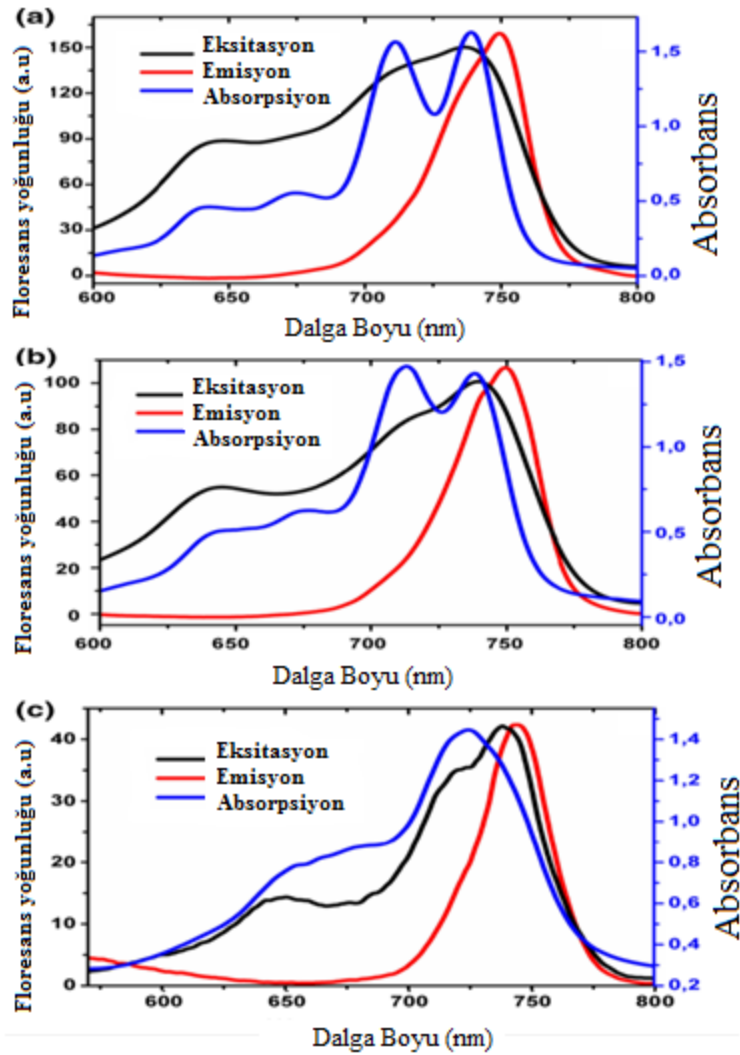 (a)
Floresans yoğunluğu (a.u)
150
120
90
60
30
0
Eksitasyon
Emisyon
Absorpsiyon
1,5
1,0
0,5
0,0
Absorbans
600
650
700
750
800
Dalga Boyu (nm)
(b)
Floresans yoğunluğu (a.u)
100
80
60
40
20
0
Eksitasyon
Emisyon
Absorpsiyon
1,5
1,0
0,5
0,0
Absorbans
600
650
700
750
800
Dalga Boyu (nm)
(c)
Floresans yoğunluğu (a.u)
40
30
20
10
0
Eksitasyon
Emisyon
Absorpsiyon
1,4
1,2
1,0
0,8
0,6
0,4
0,2
Absorbans
600
650
700
750
800
Dalga Boyu (nm)